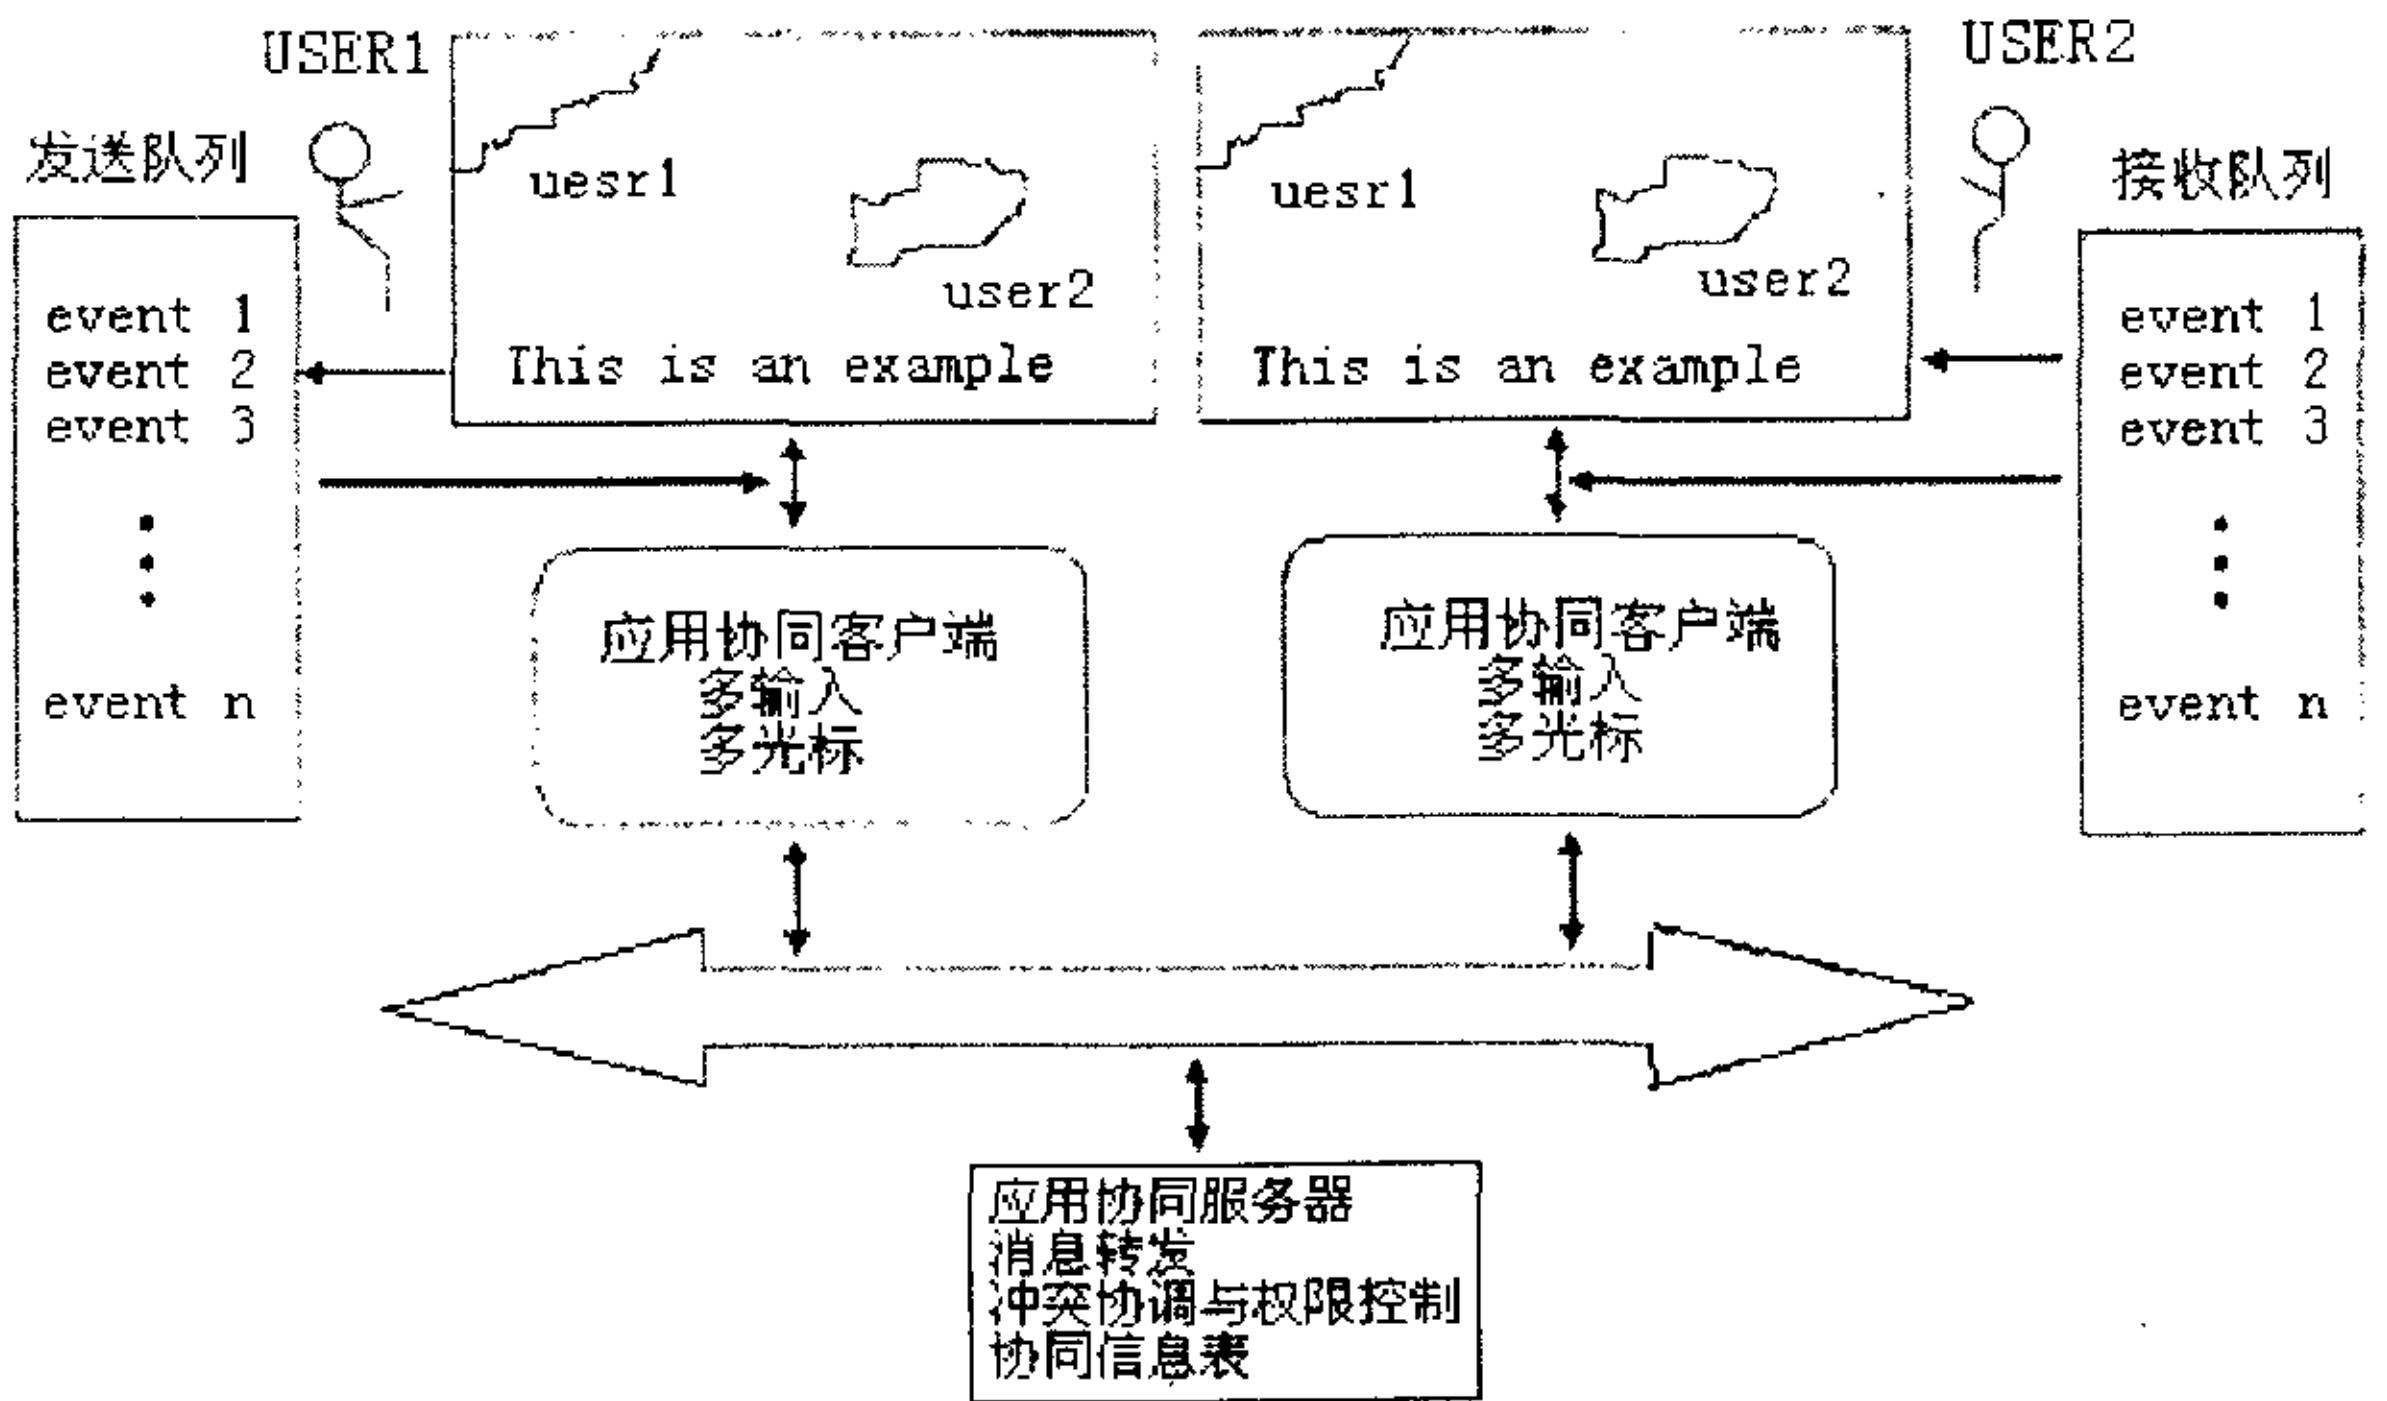 USER1
USER2
发送队列
接收队列
uesr1
user2
This is an example
uesr1
user2
This is an example
event 1
event 2
event 3
event n
event 1
event 2
event 3
event n
应用协同客户端
多输入
多光标
应用协同客户端
多输入
多光标
应用协同服务器
消息转发
冲突协调与权限控制
协同信息表